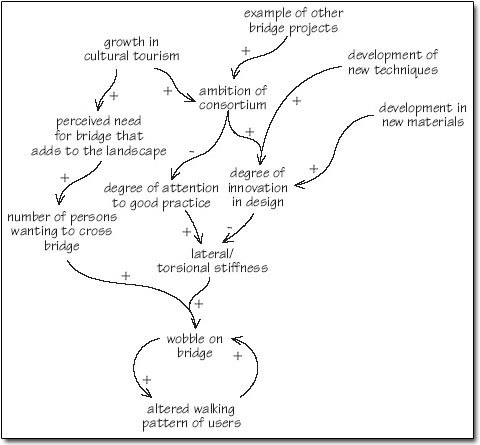 example of other
bridge projects
growth in
cultural tourism
development of
new techniques
+
ambition of
consortium
+
+
+
development in
new materials
perceived need
for bridge that
adds to the landscape
+
-
+
+
degree of attention
to good practice
degree of
innovation
in design
number of persons
wanting to cross
bridge
+
-
lateral/
torsional stiffness
+
+
wobble on
bridge
+
+
altered walking
pattern of users